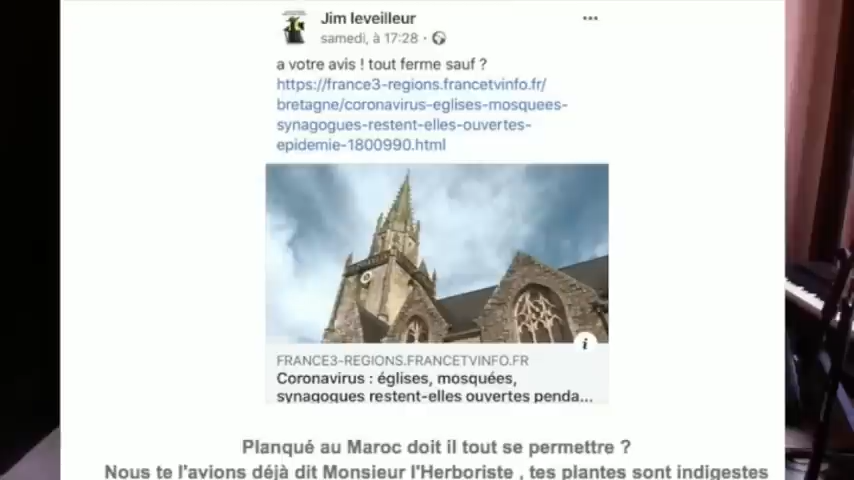 Jim leveilleur
samedi, à 17:28
a votre avis ! tout ferme sauf ?
https://france3-regions.francetvinfo.fr/
bretagne/coronavirus-eglises-mosquees-
synagogues-restent-elles-ouvertes-
epidemie-1800990.html
i
FRANCE3-REGIONS.FRANCETVINFO.FR
Coronavirus : églises, mosquées,
synagogues restent-elles ouvertes penda...
Planqué au Maroc doit il tout se permettre ?
Nous te l'avions déjà dit Monsieur l'Herboriste , tes plantes sont indigestes